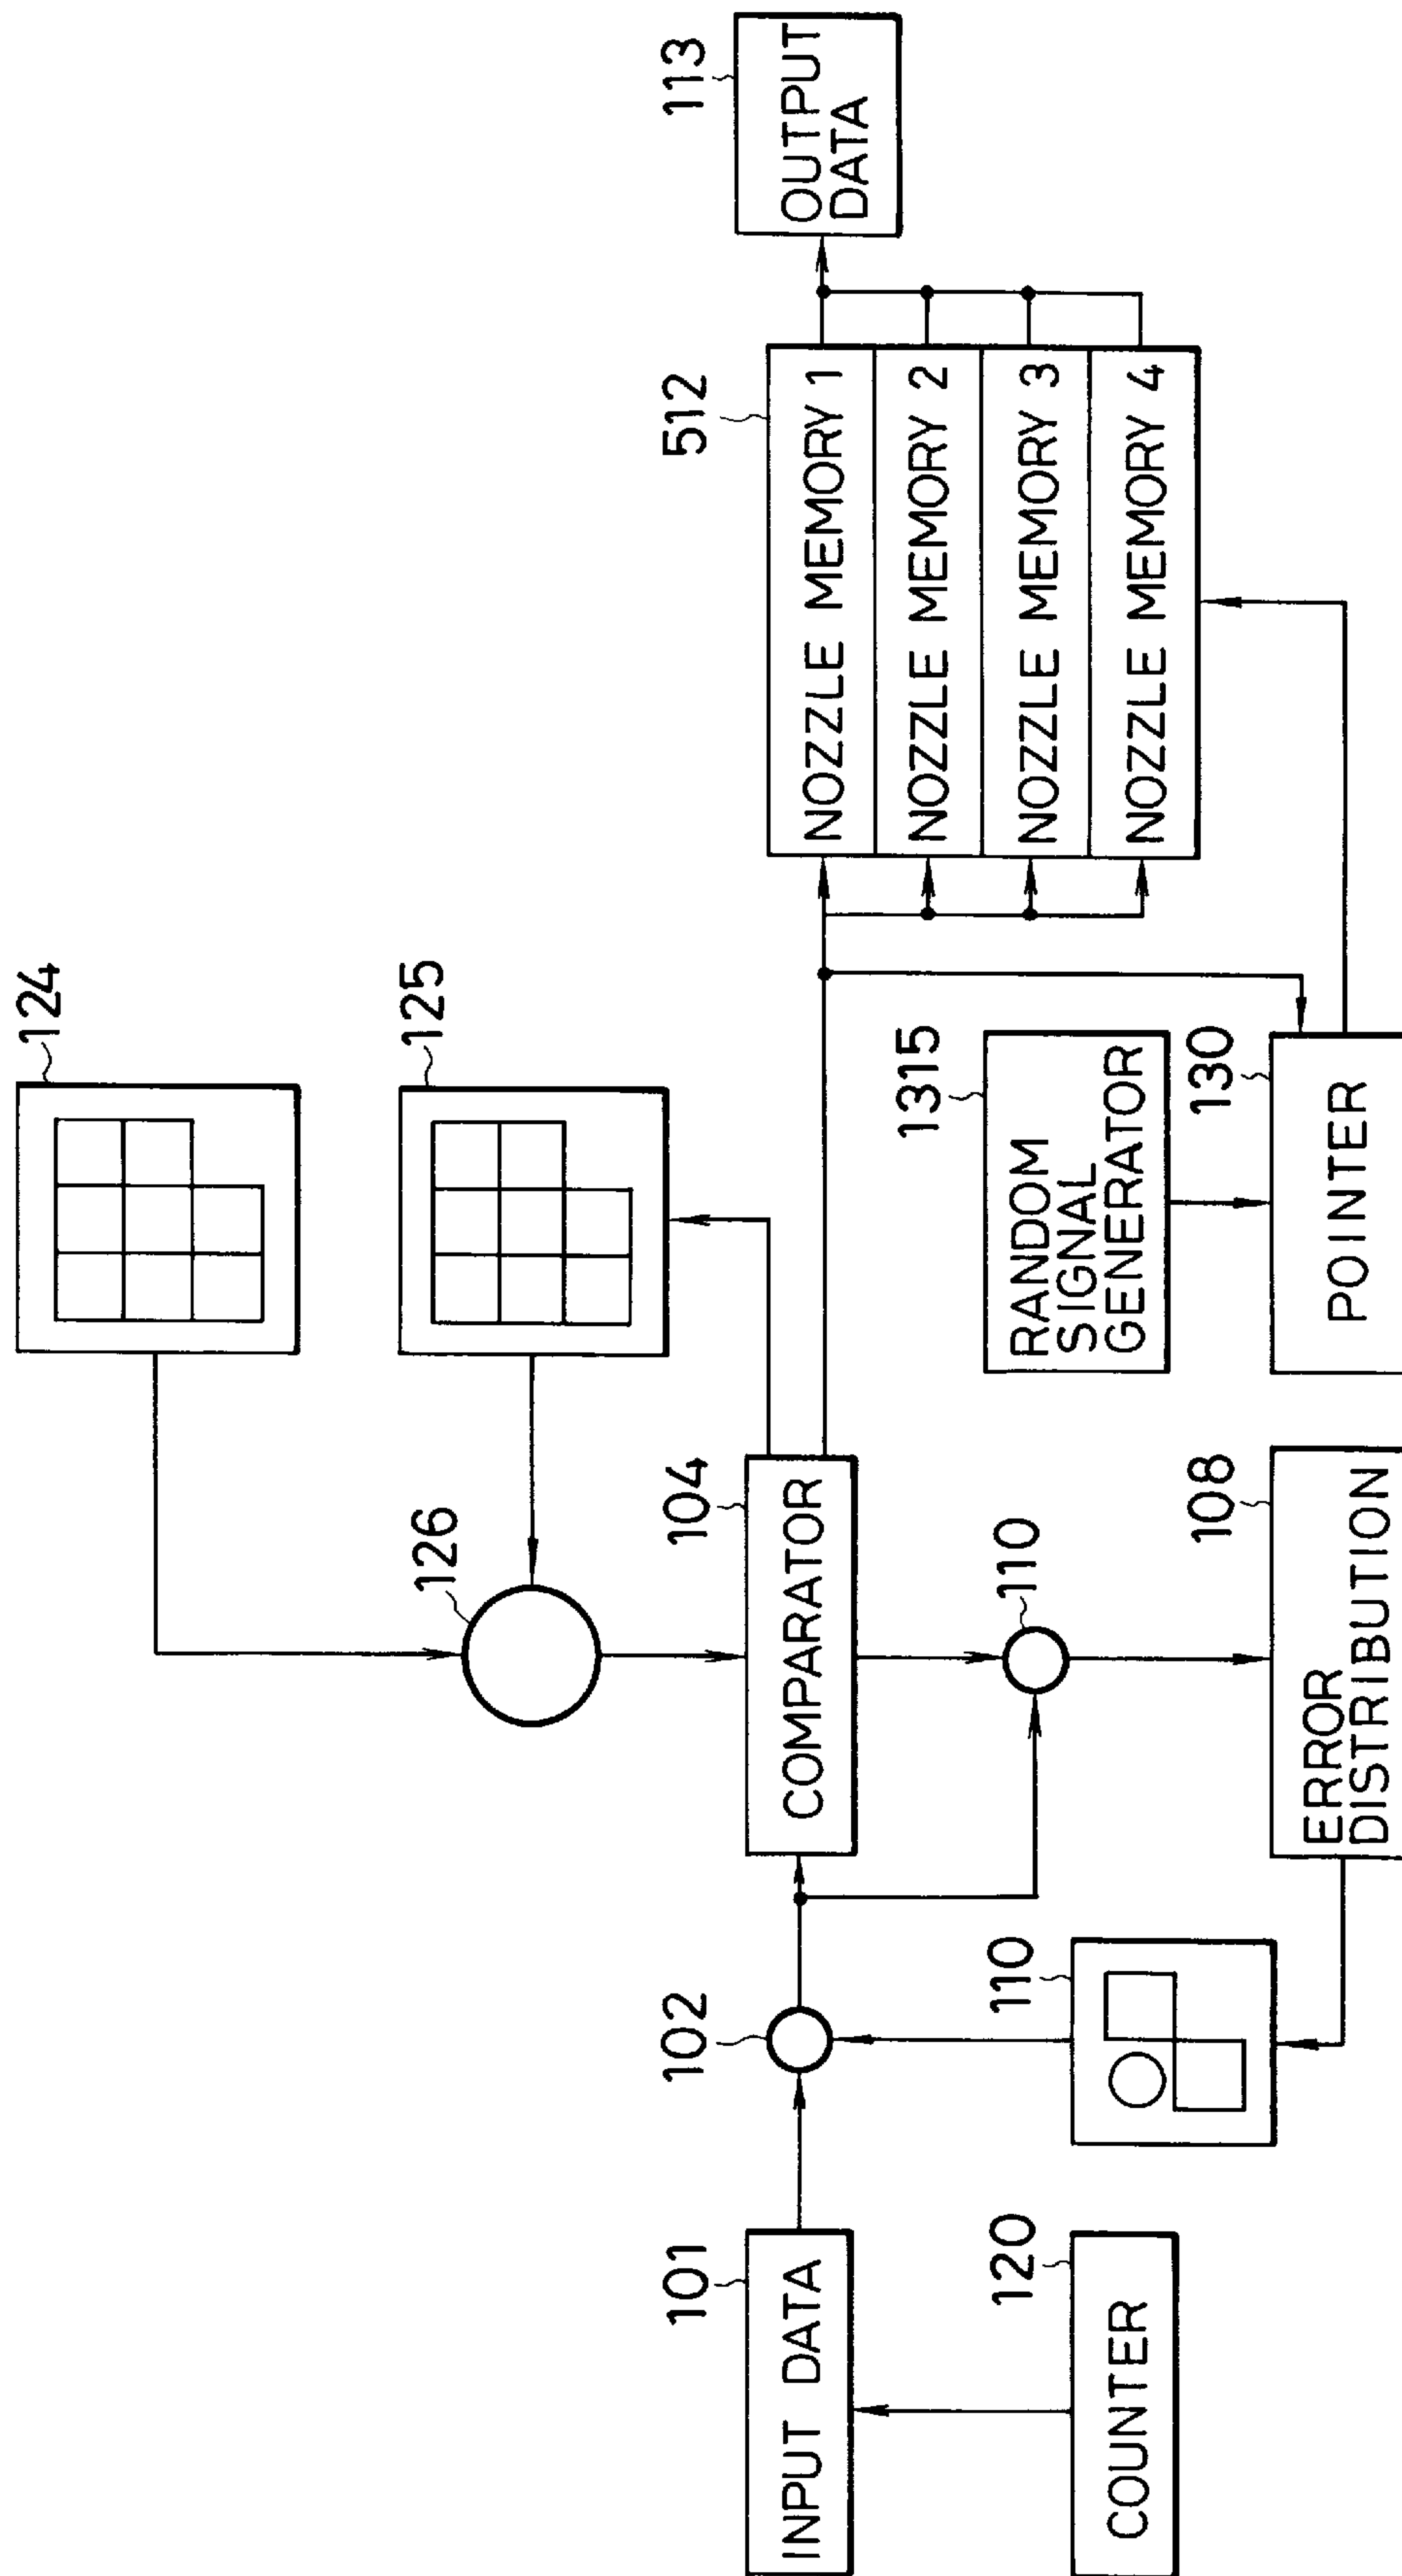 124
125
126
113
OUTPUT
DATA
512
NOZZLE MEMORY 1
NOZZLE MEMORY 2
NOZZLE MEMORY 3
NOZZLE MEMORY 4
101
INPUT DATA
102
104
COMPARATOR
120
COUNTER
110
110
108
ERROR
DISTRIBUTION
1315
RANDOM
SIGNAL
GENERATOR
130
POINTER